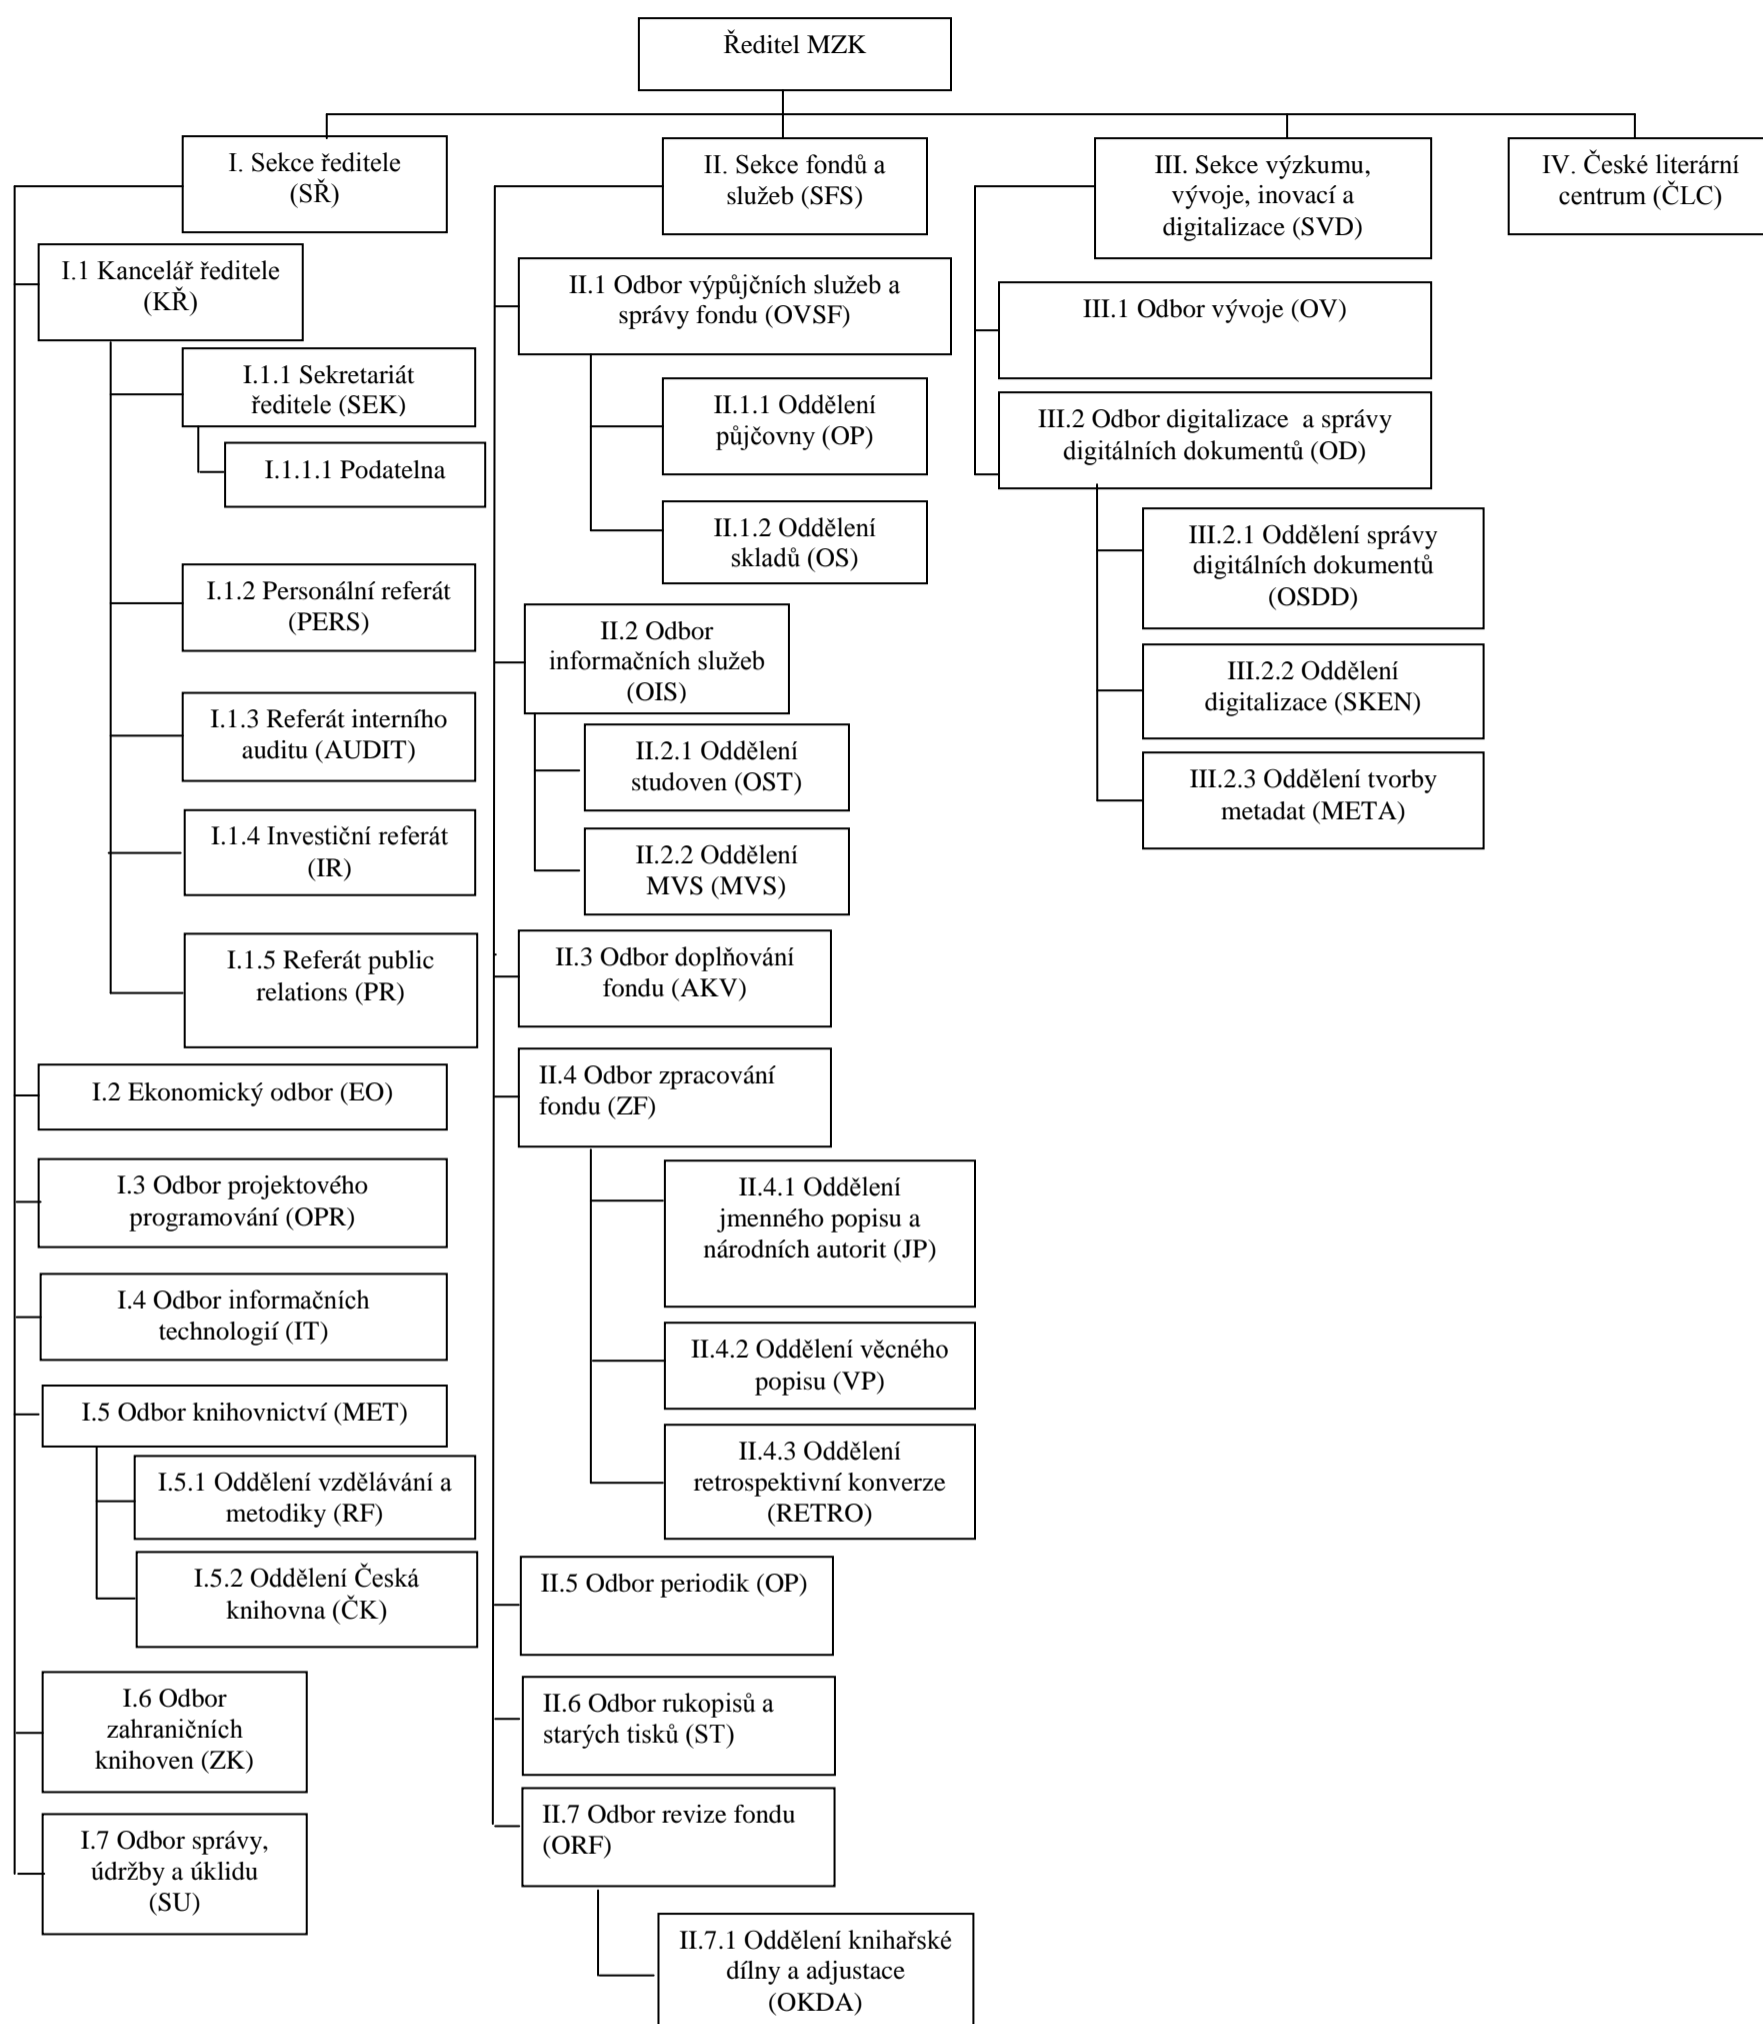 Ředitel MZK
I. Sekce ředitele
(SŘ)
I.1 Kancelář ředitele
(KŘ)
I.1.1 Sekretariát
ředitele (SEK)
I.1.1.1 Podatelna
I.1.2 Personální referát
(PERS)
I.1.3 Referát interního
auditu (AUDIT)
I.1.4 Investiční referát
(IR)
I.1.5 Referát public
relations (PR)
I.2 Ekonomický odbor (EO)
I.3 Odbor projektového
programování (OPR)
I.4 Odbor informačních
technologií (IT)
I.5 Odbor knihovnictví (MET)
I.5.1 Oddělení vzdělávání a
metodiky (RF)
I.5.2 Oddělení Česká
knihovna (ČK)
I.6 Odbor
zahraničních
knihoven (ZK)
I.7 Odbor správy,
údržby a úklidu
(SU)
II. Sekce fondů a
služeb (SFS)
II.1 Odbor výpůjčních služeb a
správy fondu (OVSF)
II.1.1 Oddělení
půjčovny (OP)
II.1.2 Oddělení
skladů (OS)
II.2 Odbor
informačních služeb
(OIS)
II.2.1 Oddělení
studoven (OST)
II.2.2 Oddělení
MVS (MVS)
II.3 Odbor doplňování
fondu (AKV)
II.4 Odbor zpracování
fondu (ZF)
II.4.1 Oddělení
jmenného popisu a
národních autorit (JP)
II.4.2 Oddělení věcného
popisu (VP)
II.4.3 Oddělení
retrospektivní konverze
(RETRO)
II.5 Odbor periodik (OP)
II.6 Odbor rukopisů a
starých tisků (ST)
II.7 Odbor revize fondu
(ORF)
II.7.1 Oddělení knihařské
dílny a adjustace
(OKDA)
III. Sekce výzkumu,
vývoje, inovací a
digitalizace (SVD)
III.1 Odbor vývoje (OV)
III.2 Odbor digitalizace  a správy
digitálních dokumentů (OD)
III.2.1 Oddělení správy
digitálních dokumentů
(OSDD)
III.2.2 Oddělení
digitalizace (SKEN)
III.2.3 Oddělení tvorby
metadat (META)
IV. České literární
centrum (ČLC)